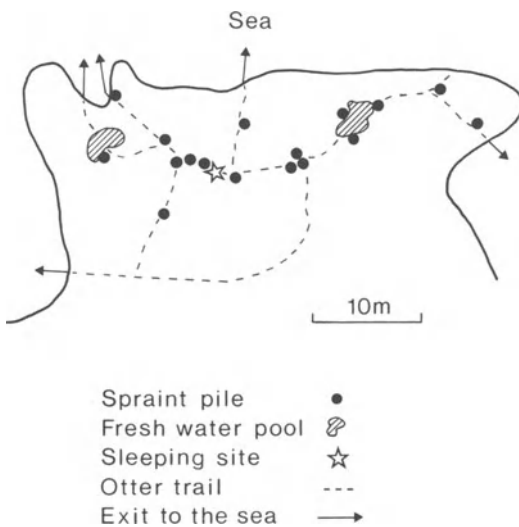 Sea
10m
Spraint pile
Fresh water pool
Sleeping site
Otter trail
Exit to the sea